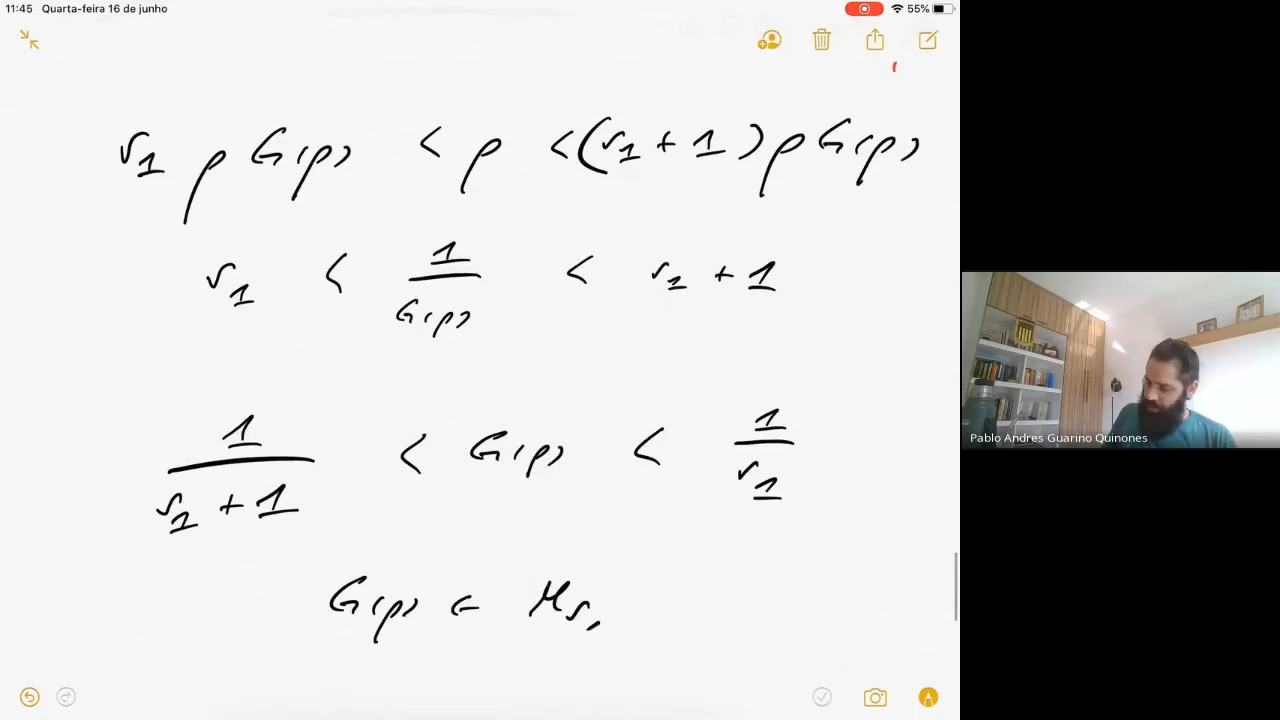 11:45 Quarta-feira 16 de junho 55%
r₁ ρ G(ρ) < ρ < (r₁ + 1) ρ G(ρ)
r₁ < 1/G(ρ) < r₁ + 1
1/(r₁ + 1) < G(ρ) < 1/r₁
G(ρ) ∈ M r₁
Pablo Andres Guarino Quinones